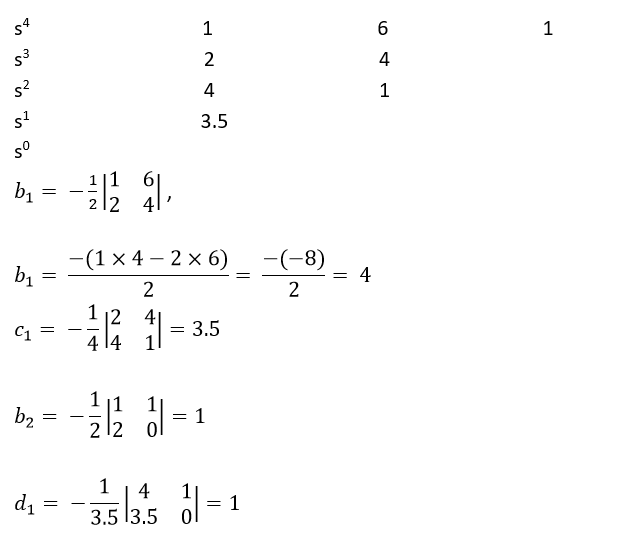 s⁴ 1 6 1
s³ 2 4
s² 4 1
s¹ 3.5
s⁰
b₁ = −1/2 |1 6; 2 4|,
b₁ = −(1 × 4 − 2 × 6)/2 = −(−8)/2 = 4
c₁ = −1/4 |2 4; 4 1| = 3.5
b₂ = −1/2 |1 1; 2 0| = 1
d₁ = −1/3.5 |4 1; 3.5 0| = 1